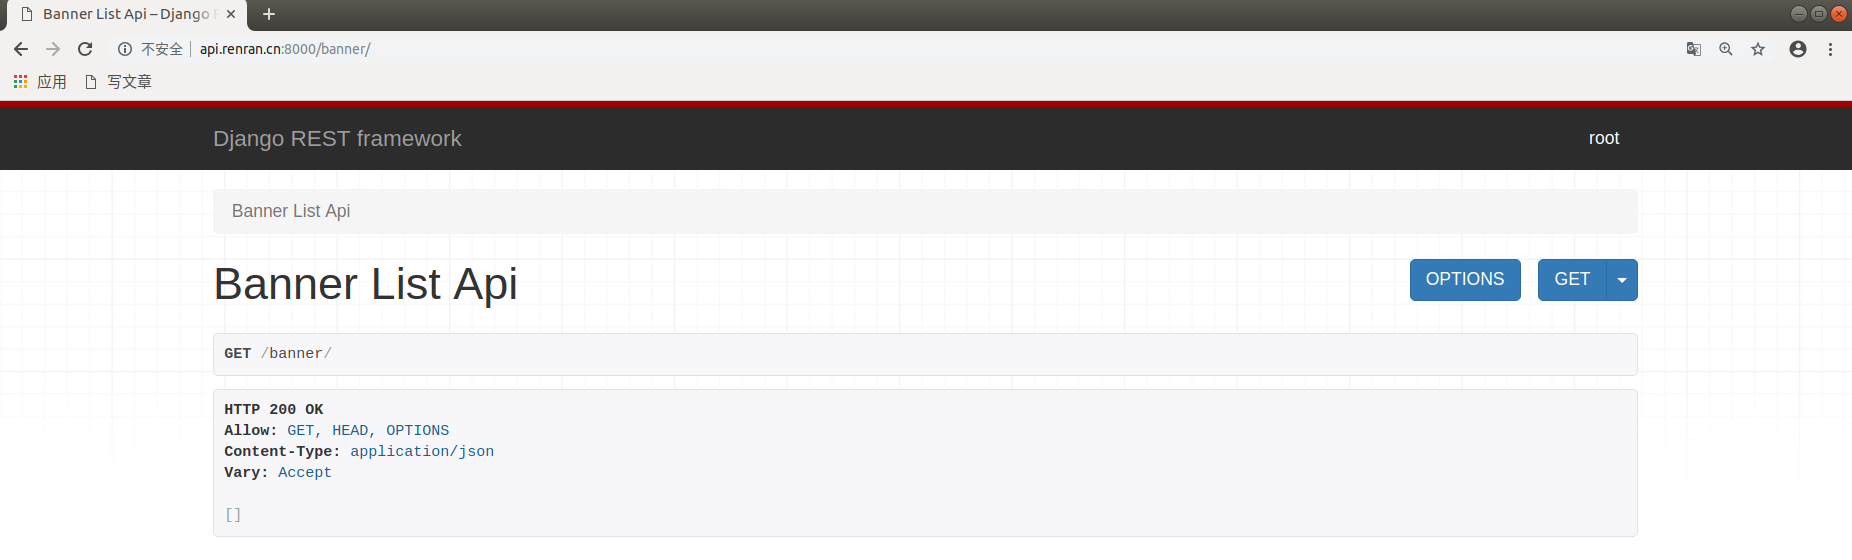 Banner List Api – Django R
不安全 | api.renran.cn:8000/banner/
应用 写文章
Django REST framework root
Banner List Api
Banner List Api OPTIONS GET
GET /banner/
HTTP 200 OK
Allow: GET, HEAD, OPTIONS
Content-Type: application/json
Vary: Accept
[]